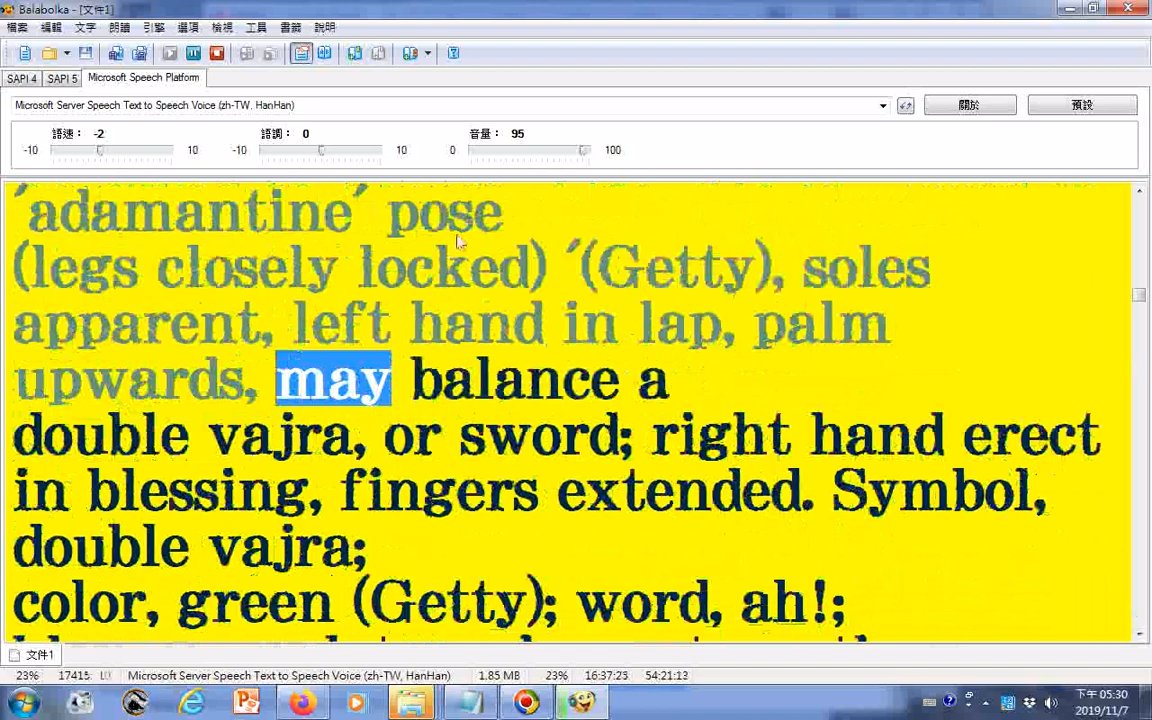 Balabolka - [文件1]
檔案 編輯 文字 朗讀 引擎 選項 檢視 工具 書籤 說明
SAPI 4 SAPI 5 Microsoft Speech Platform
Microsoft Server Speech Text to Speech Voice (zh-TW, HanHan) 關於 預設
語速： -2 語調： 0 音量： 95
-10 10 -10 10 0 100
´adamantine´ pose
(legs closely locked) ´(Getty), soles
apparent, left hand in lap, palm
upwards, may balance a
double vajra, or sword; right hand erect
in blessing, fingers extended. Symbol,
double vajra;
color, green (Getty); word, ah!;
文件1
23% 17415 Microsoft Server Speech Text to Speech Voice (zh-TW, HanHan) 1.85 MB 23% 16:37:23 54:21:13
下午 05:30
2019/11/7